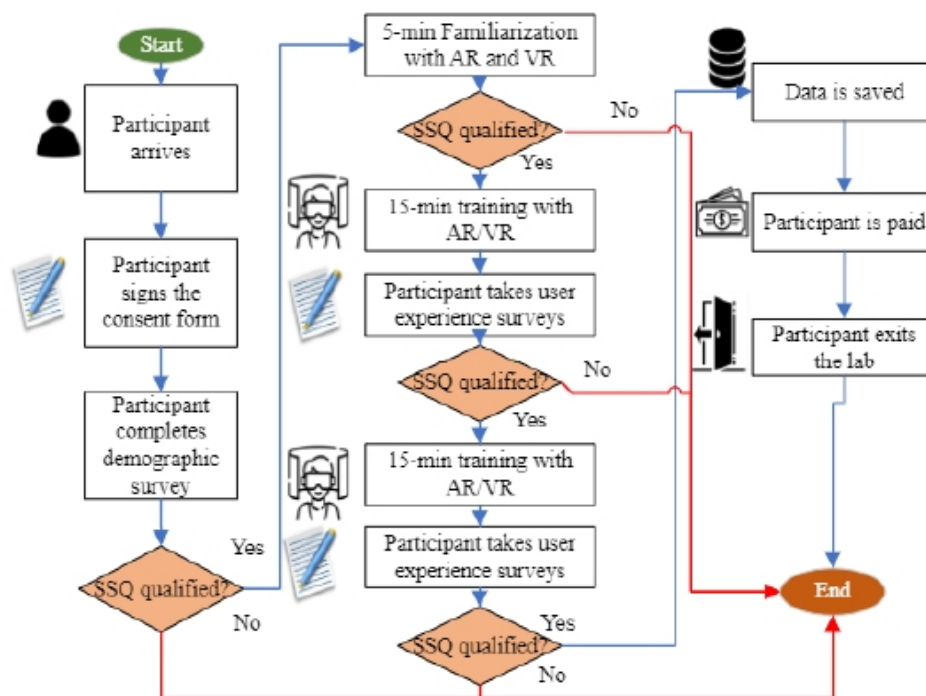 Start
Participant
arrives
Participant
signs the
consent form
Participant
completes
demographic
survey
SSQ qualified?
Yes
No
5-min Familiarization
with AR and VR
SSQ qualified?
No
Yes
15-min training with
AR/VR
Participant takes user
experience surveys
SSQ qualified?
No
Yes
15-min training with
AR/VR
Participant takes user
experience surveys
SSQ qualified?
Yes
No
Data is saved
Participant is paid
Participant exits
the lab
End